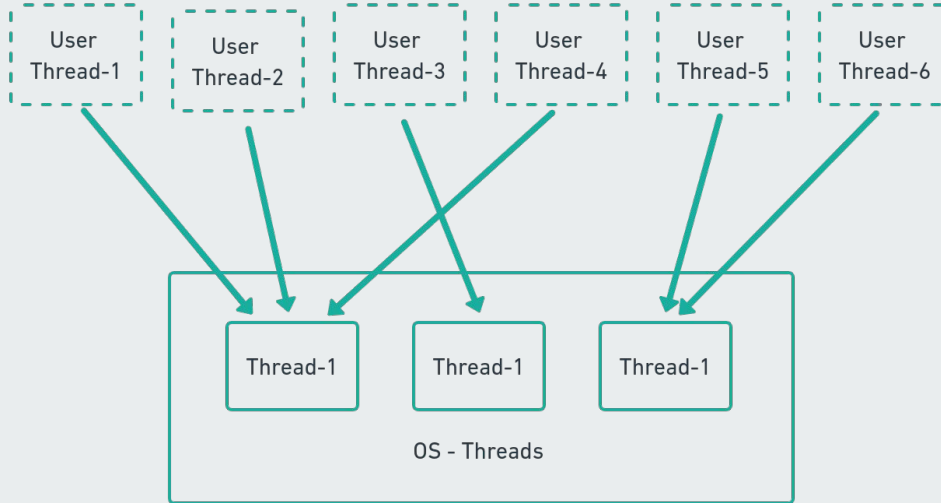 User
Thread-1
User
Thread-2
User
Thread-3
User
Thread-4
User
Thread-5
User
Thread-6
Thread-1
Thread-1
Thread-1
OS - Threads